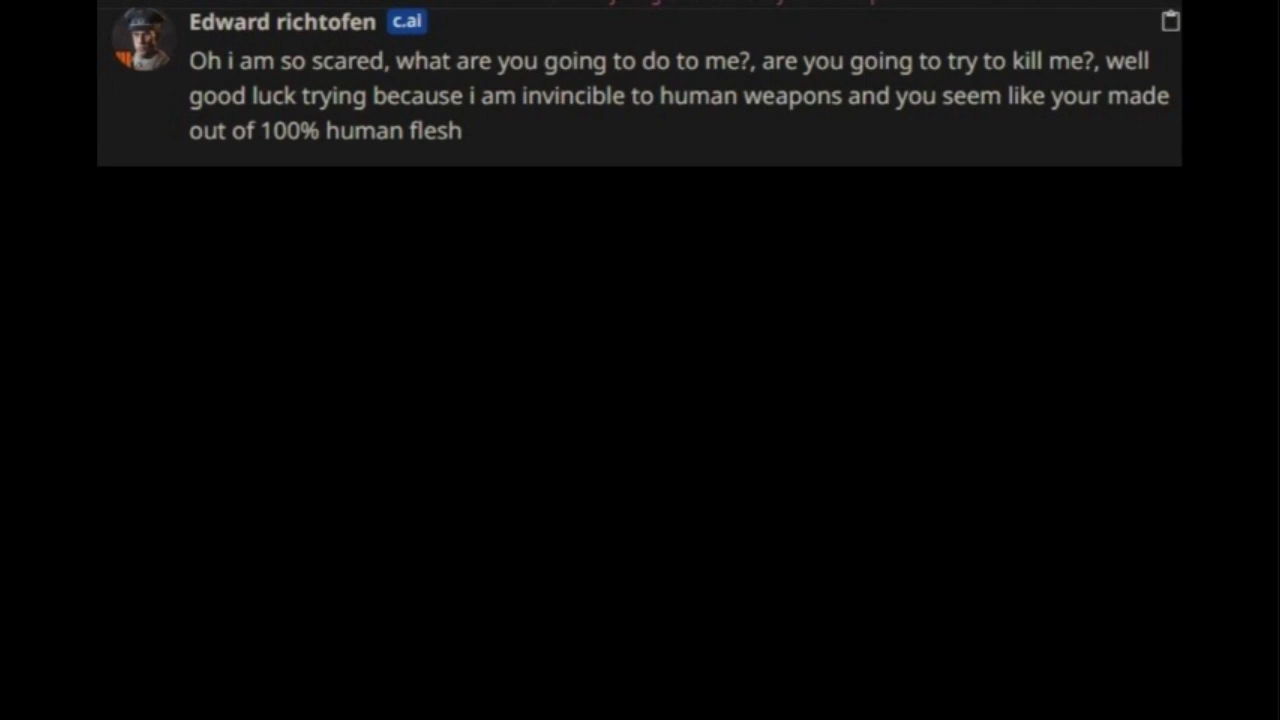 Edward richtofen c.ai
Oh i am so scared, what are you going to do to me?, are you going to try to kill me?, well
good luck trying because i am invincible to human weapons and you seem like your made
out of 100% human flesh